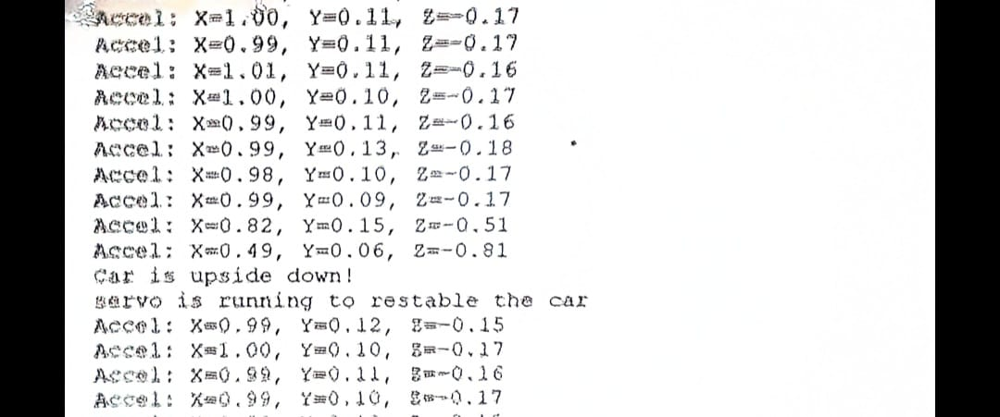 Accel: X=1.00, Y=0.11, Z=-0.17
Accel: X=0.99, Y=0.11, Z=-0.17
Accel: X=1.01, Y=0.11, Z=-0.16
Accel: X=1.00, Y=0.10, Z=-0.17
Accel: X=0.99, Y=0.11, Z=-0.16
Accel: X=0.99, Y=0.13, Z=-0.18
Accel: X=0.98, Y=0.10, Z=-0.17
Accel: X=0.99, Y=0.09, Z=-0.17
Accel: X=0.82, Y=0.15, Z=-0.51
Accel: X=0.49, Y=0.06, Z=-0.81
Car is upside down!
servo is running to restable the car
Accel: X=0.99, Y=0.12, Z=-0.15
Accel: X=1.00, Y=0.10, Z=-0.17
Accel: X=0.99, Y=0.11, Z=-0.16
Accel: X=0.99, Y=0.10, Z=-0.17